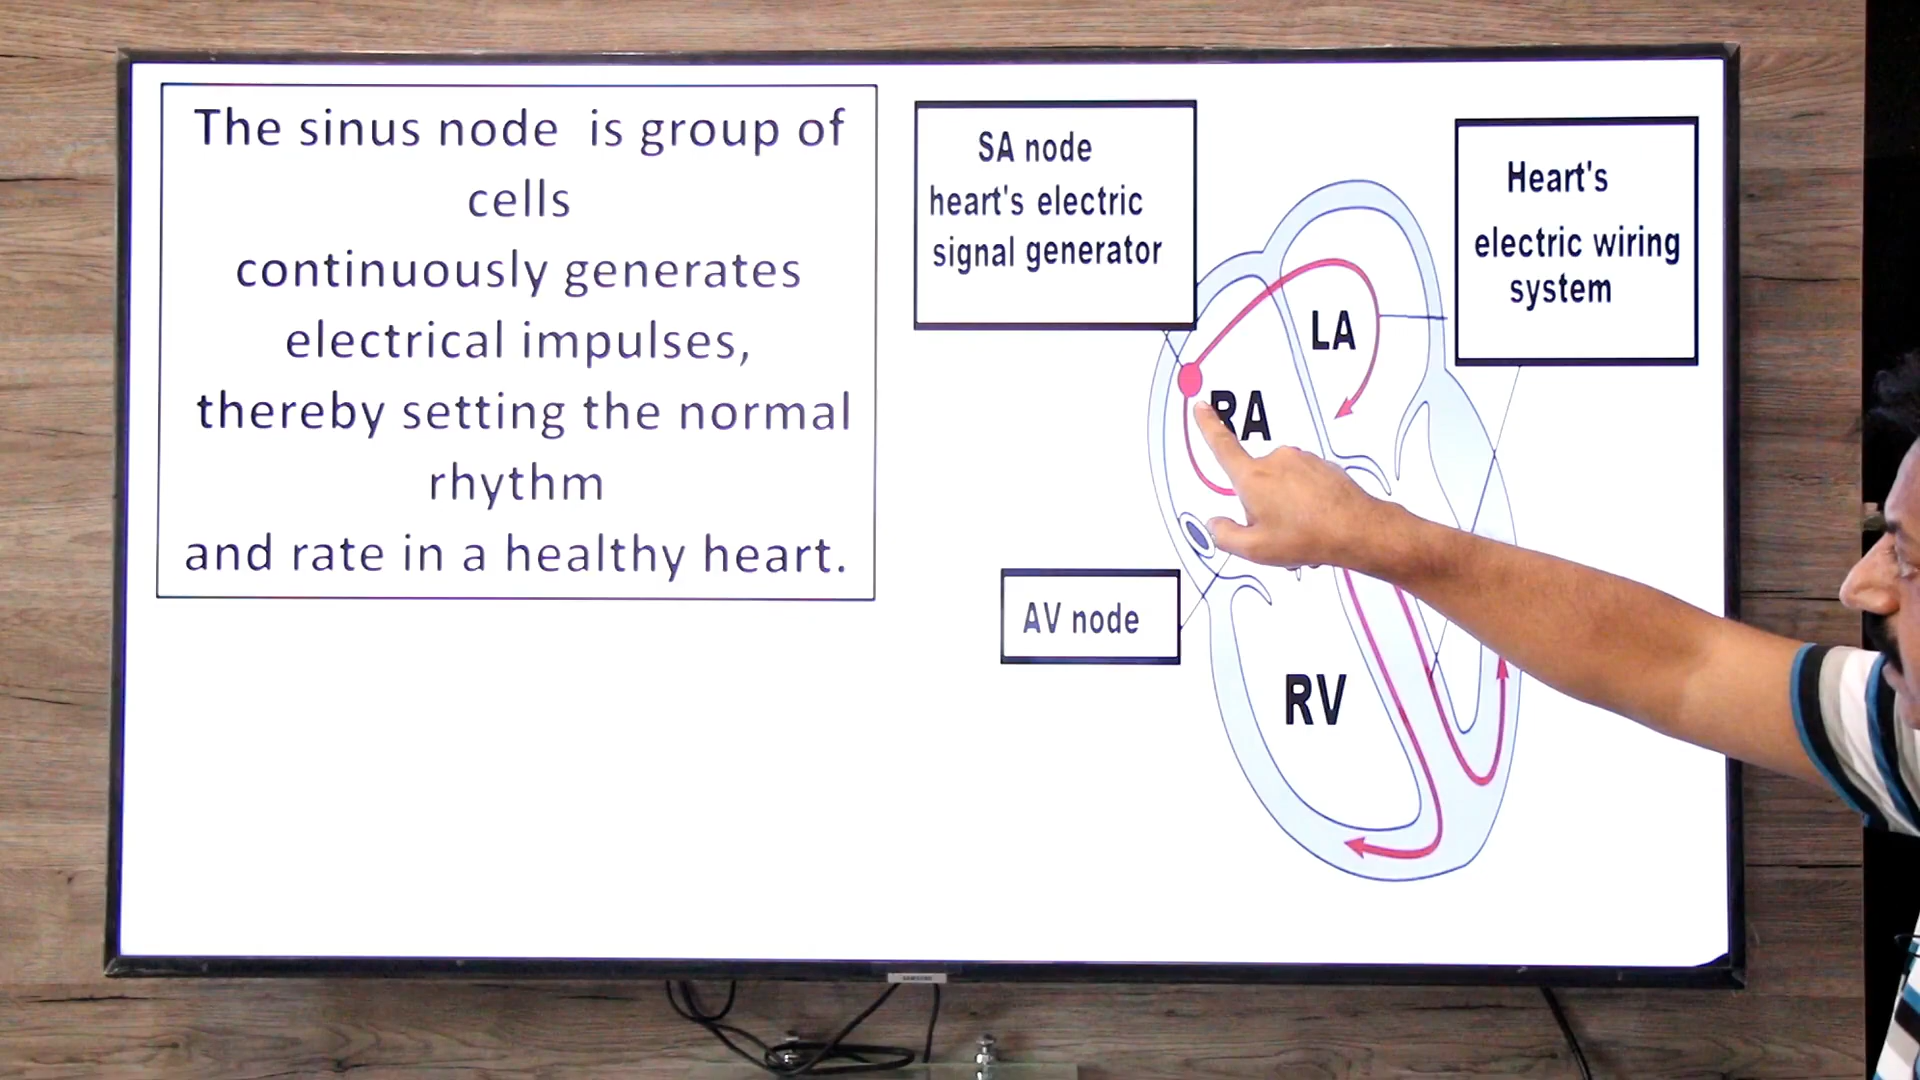 The sinus node is group of
cells
continuously generates
electrical impulses,
thereby setting the normal
rhythm
and rate in a healthy heart.
SA node
heart's electric
signal generator
Heart's
electric wiring
system
LA
RA
AV node
RV
SAMSUNG